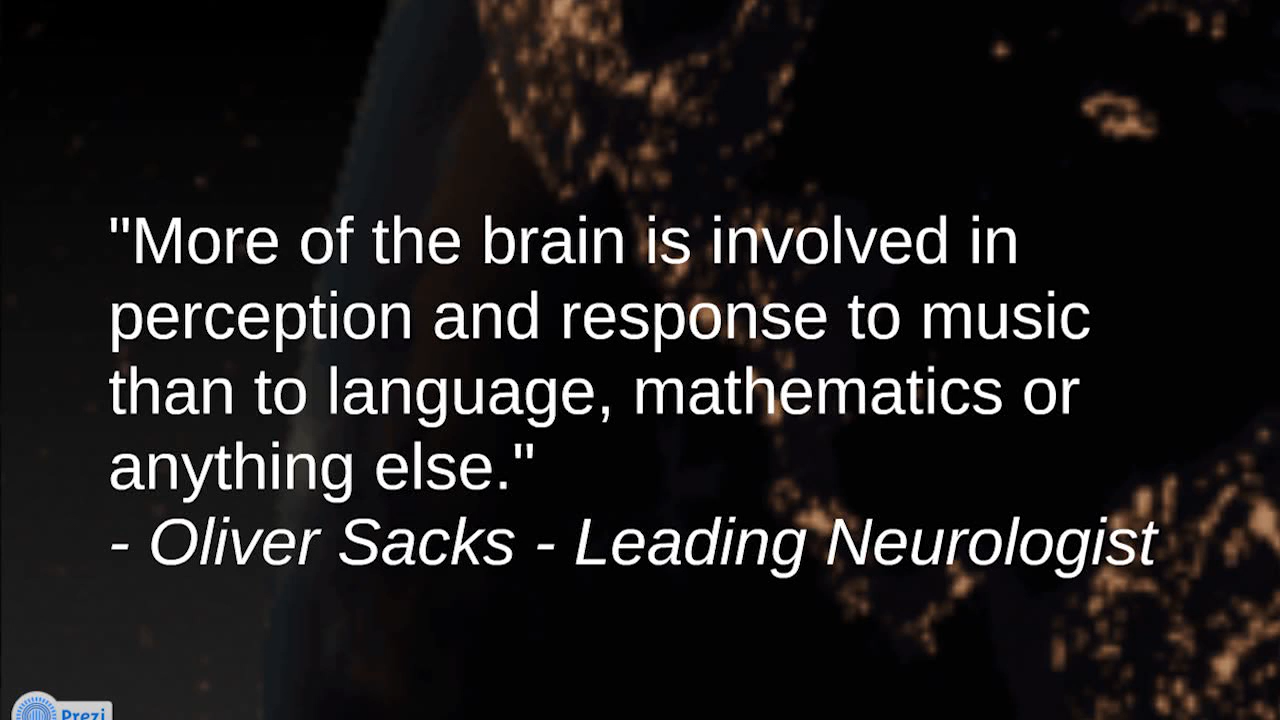 "More of the brain is involved in
perception and response to music
than to language, mathematics or
anything else."
- Oliver Sacks - Leading Neurologist
Prezi